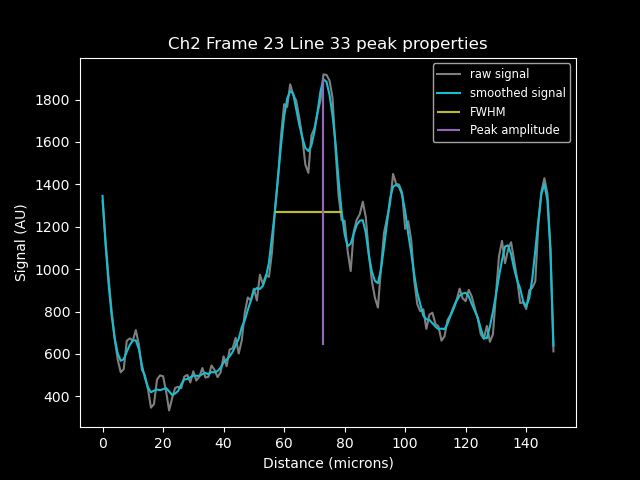 Ch2 Frame 23 Line 33 peak properties
raw signal
smoothed signal
FWHM
Peak amplitude
Signal (AU)
1800
1600
1400
1200
1000
800
600
400
0 20 40 60 80 100 120 140
Distance (microns)